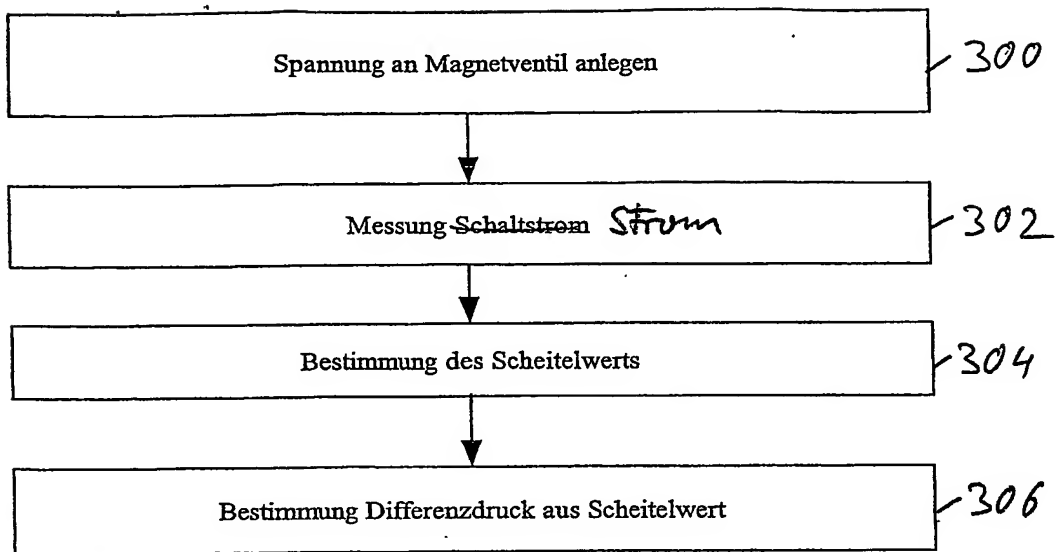 Spannung an Magnetventil anlegen 300
Messung Schaltstrom Strom 302
Bestimmung des Scheitelwerts 304
Bestimmung Differenzdruck aus Scheitelwert 306